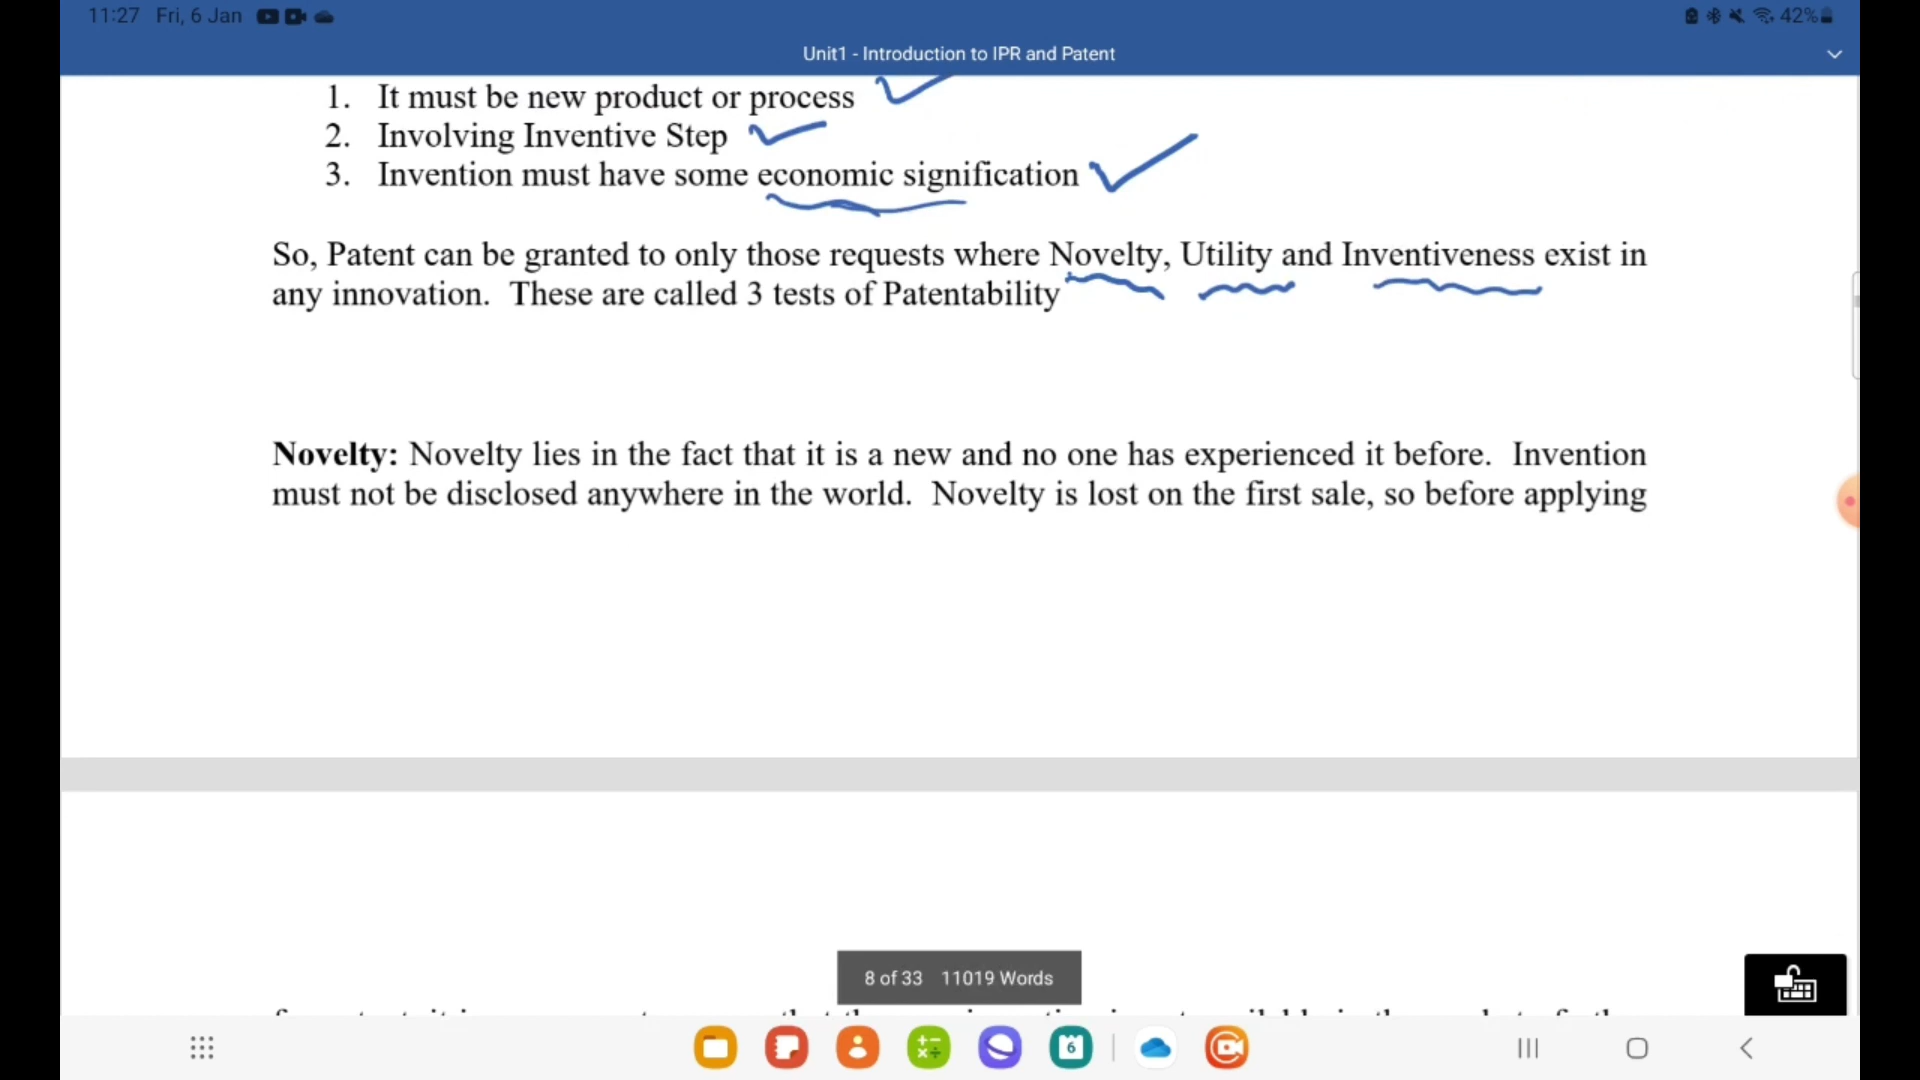 11:27 Fri, 6 Jan
42%
Unit1 - Introduction to IPR and Patent
1. It must be new product or process
2. Involving Inventive Step
3. Invention must have some economic signification
So, Patent can be granted to only those requests where Novelty, Utility and Inventiveness exist in
any innovation. These are called 3 tests of Patentability
Novelty: Novelty lies in the fact that it is a new and no one has experienced it before. Invention
must not be disclosed anywhere in the world. Novelty is lost on the first sale, so before applying
8 of 33 11019 Words
6